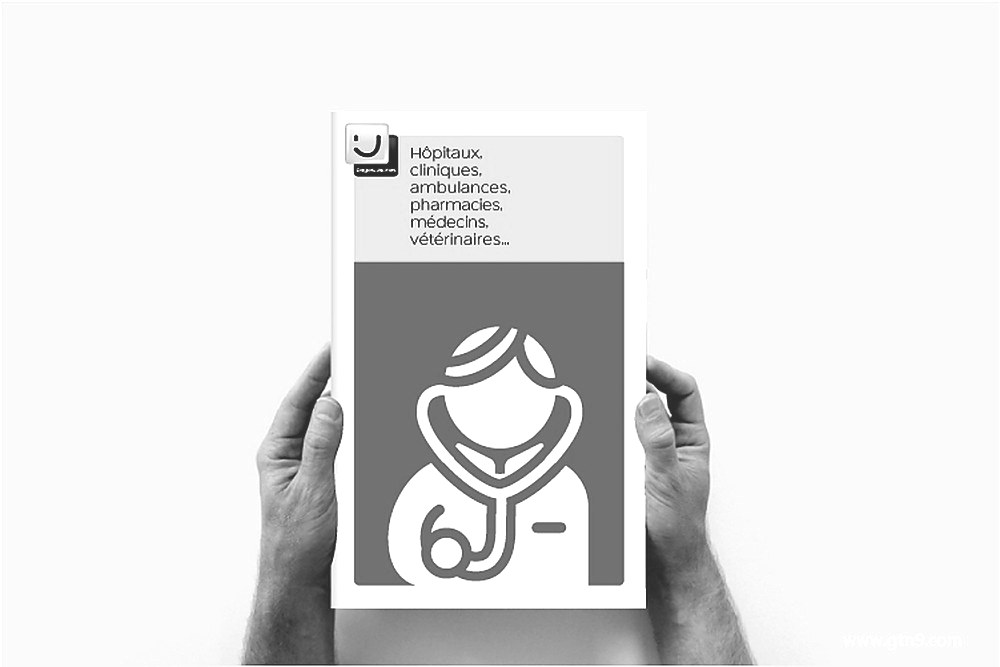 Hôpitaux,
cliniques,
ambulances,
pharmacies,
médecins,
vétérinaires...